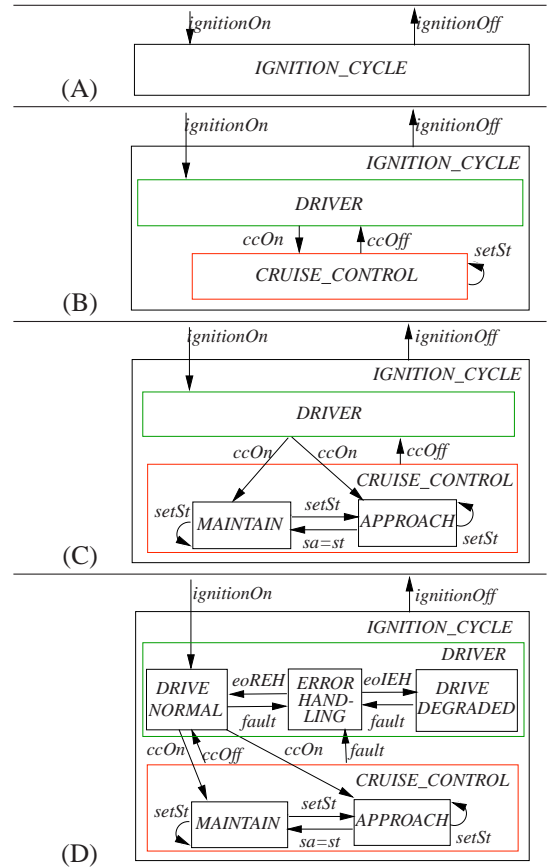 ignitionOn ignitionOff
IGNITION_CYCLE
(A)
ignitionOn ignitionOff
IGNITION_CYCLE
DRIVER
ccOn ccOff
setSt
CRUISE_CONTROL
(B)
ignitionOn ignitionOff
IGNITION_CYCLE
DRIVER
ccOn ccOn ccOff
CRUISE_CONTROL
setSt MAINTAIN setSt APPROACH
sa=st setSt
(C)
ignitionOn ignitionOff
IGNITION_CYCLE
DRIVER
DRIVE
NORMAL
eoREH
fault
ERROR
HAND-
LING
eoIEH
fault
DRIVE
DEGRADED
ccOn ccOff ccOn fault
CRUISE_CONTROL
setSt MAINTAIN setSt APPROACH
sa=st setSt
(D)